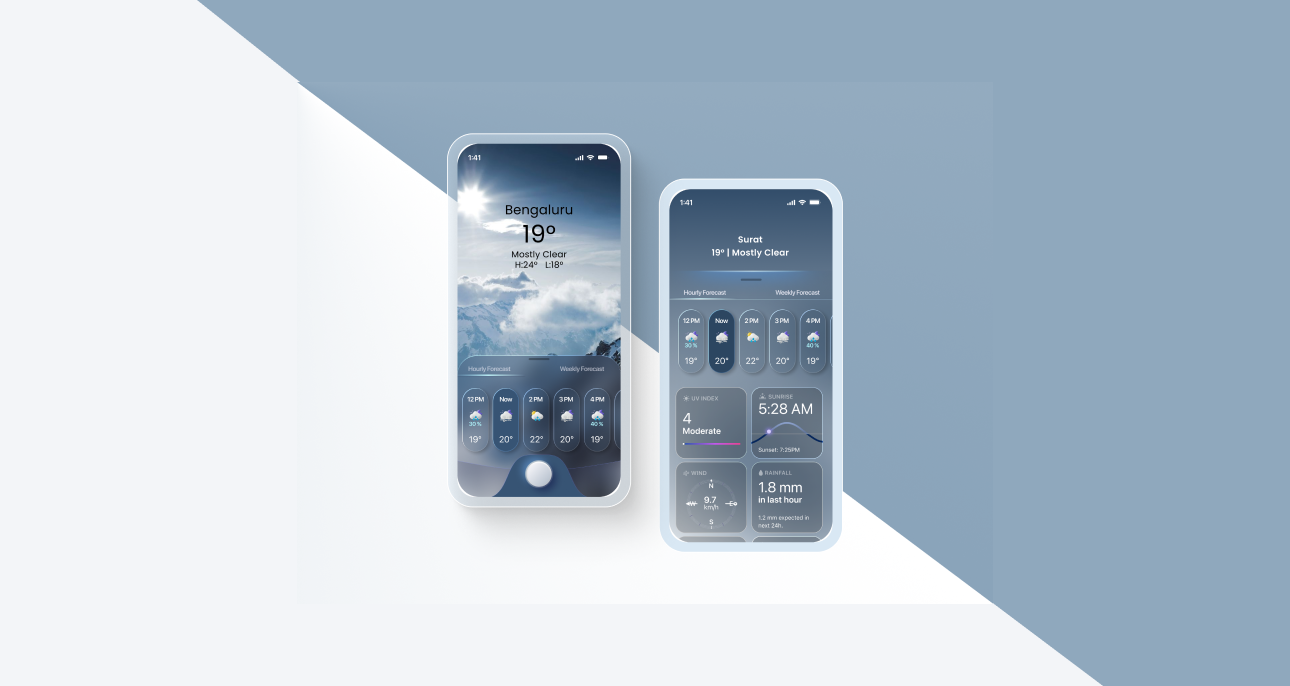 1:41
Bengaluru
19°
Mostly Clear
H:24° L:18°
Hourly Forecast Weekly Forecast
12 PM Now 2 PM 3 PM 4 PM
30 % 40 %
19° 20° 22° 20° 19°
1:41
Surat
19° | Mostly Clear
Hourly Forecast Weekly Forecast
12 PM Now 2 PM 3 PM 4 PM
30 % 40 %
19° 20° 22° 20° 19°
UV INDEX
4
Moderate
SUNRISE
5:28 AM
Sunset: 7:25PM
WIND
N
W 9.7 E
km/h
S
RAINFALL
1.8 mm
in last hour
1.2 mm expected in
next 24h.